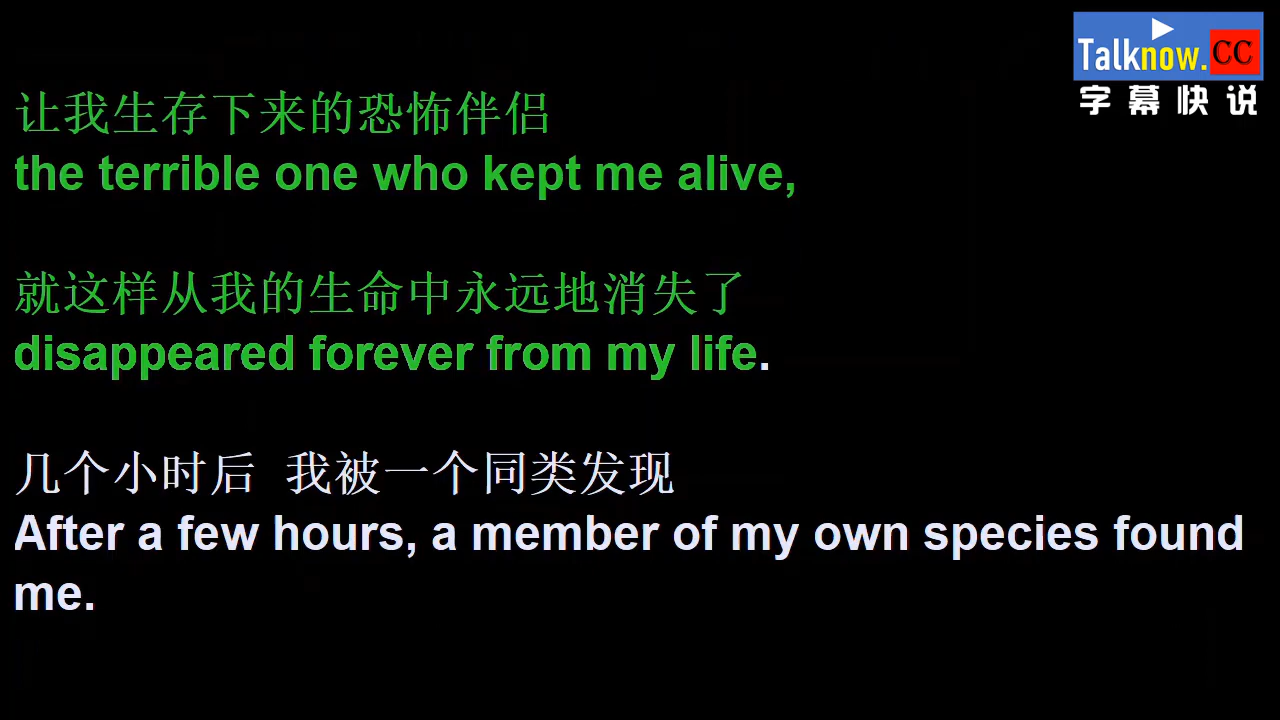 Talknow.CC
字幕快说
让我生存下来的恐怖伴侣
the terrible one who kept me alive,
就这样从我的生命中永远地消失了
disappeared forever from my life.
几个小时后 我被一个同类发现
After a few hours, a member of my own species found
me.